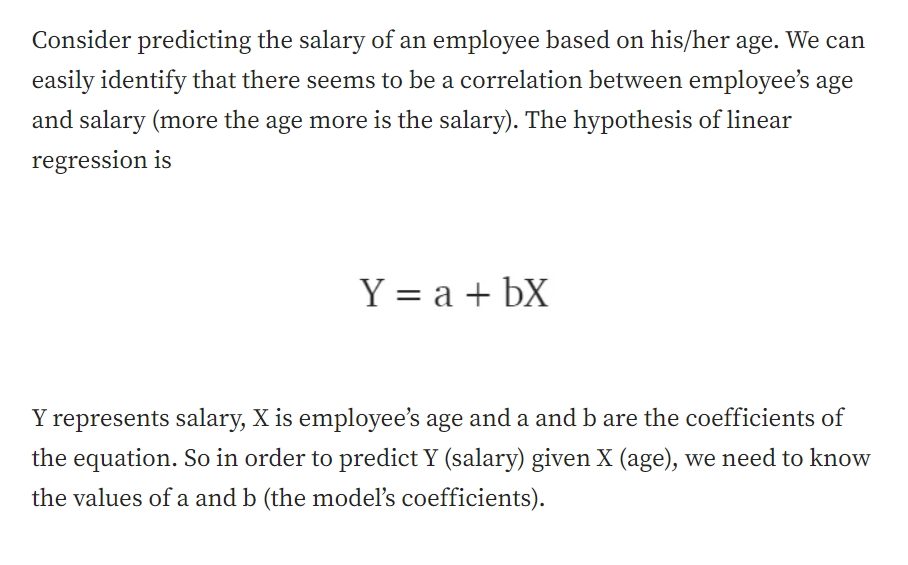 Consider predicting the salary of an employee based on his/her age. We can
easily identify that there seems to be a correlation between employee’s age
and salary (more the age more is the salary). The hypothesis of linear
regression is
Y = a + bX
Y represents salary, X is employee’s age and a and b are the coefficients of
the equation. So in order to predict Y (salary) given X (age), we need to know
the values of a and b (the model’s coefficients).